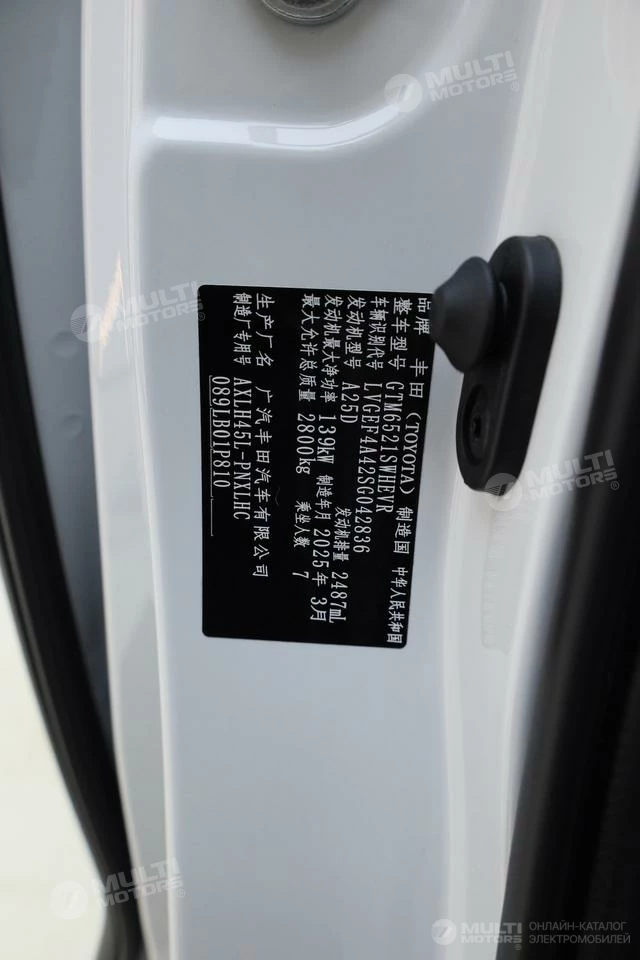 MULTI MOTORS®
品牌 丰田 (TOYOTA) 制造国 中华人民共和国
整车型号 GTM6521SWHEVR
车辆识别代号 LVGEF4A42SG042836
发动机型号 A25D 发动机排量 2487mL
发动机最大净功率 139kW 制造年月 2025年 3月
最大允许总质量 2800kg 乘坐人数 7
生产厂名 广汽丰田汽车有限公司
制造厂专用号 AXLH45L-PNXLHC
089LB01P810
MULTI MOTORS®
MULTI MOTORS®
MULTI MOTORS®
MULTI MOTORS®
ОНЛАЙН-КАТАЛОГ
ЭЛЕКТРОМОБИЛЕЙ